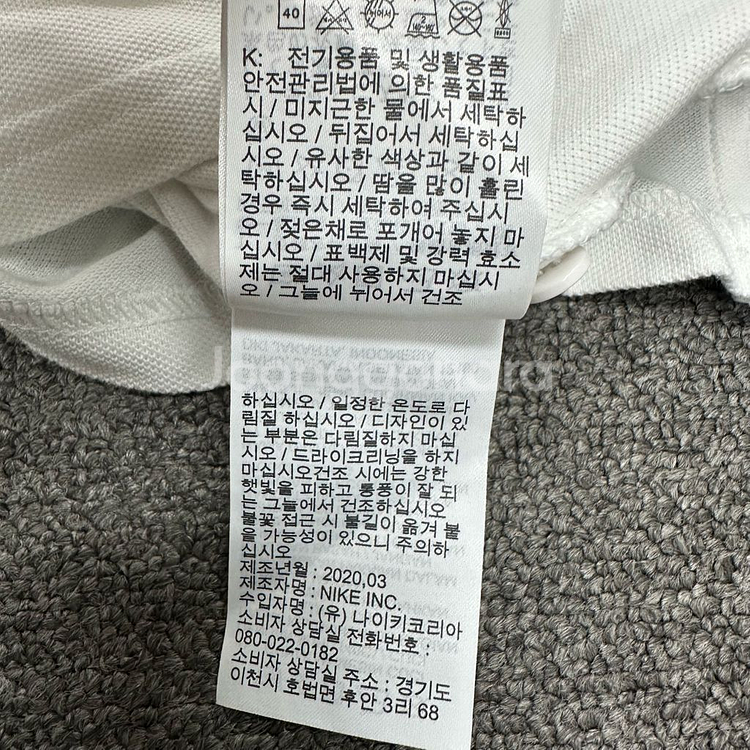 40
뉘어서
2
140~160℃
K: 전기용품 및 생활용품
안전관리법에 의한 품질표
시 / 미지근한 물에서 세탁하
십시오 / 뒤집어서 세탁하십
시오 / 유사한 색상과 같이 세
탁하십시오 / 땀을 많이 흘린
경우 즉시 세탁하여 주십시
오 / 젖은채로 포개어 놓지 마
십시오 / 표백제 및 강력 효소
제는 절대 사용하지 마십시
오 / 그늘에 뉘어서 건조
하십시오 / 일정한 온도로 다
림질 하십시오 / 디자인이 있
는 부분은 다림질하지 마십
시오 / 드라이크리닝을 하지
마십시오건조 시에는 강한
햇빛을 피하고 통풍이 잘 되
는 그늘에서 건조하십시오
불꽃 접근 시 불길이 옮겨 붙
을 가능성이 있으니 주의하
십시오
제조년월 : 2020,03
제조자명 : NIKE INC.
수입자명 : (유) 나이키코리아
소비자 상담실 전화번호 :
080-022-0182
소비자 상담실 주소 ; 경기도
이천시 호법면 후안 3리 68